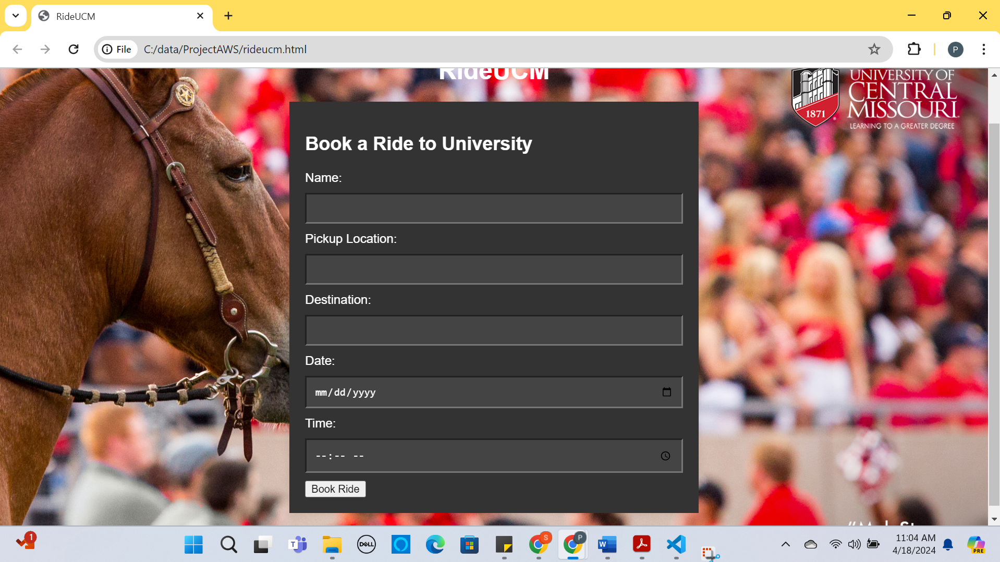 RideUCM
File
C:/data/ProjectAWS/rideucm.html
P
RideUCM
1871
UNIVERSITY OF
CENTRAL
MISSOURI
LEARNING TO A GREATER DEGREE
Book a Ride to University
Name:
Pickup Location:
Destination:
Date:
mm/dd/yyyy
Time:
--:-- --
Book Ride
1
T
DELL
S
P
W
PRE
11:04 AM
4/18/2024